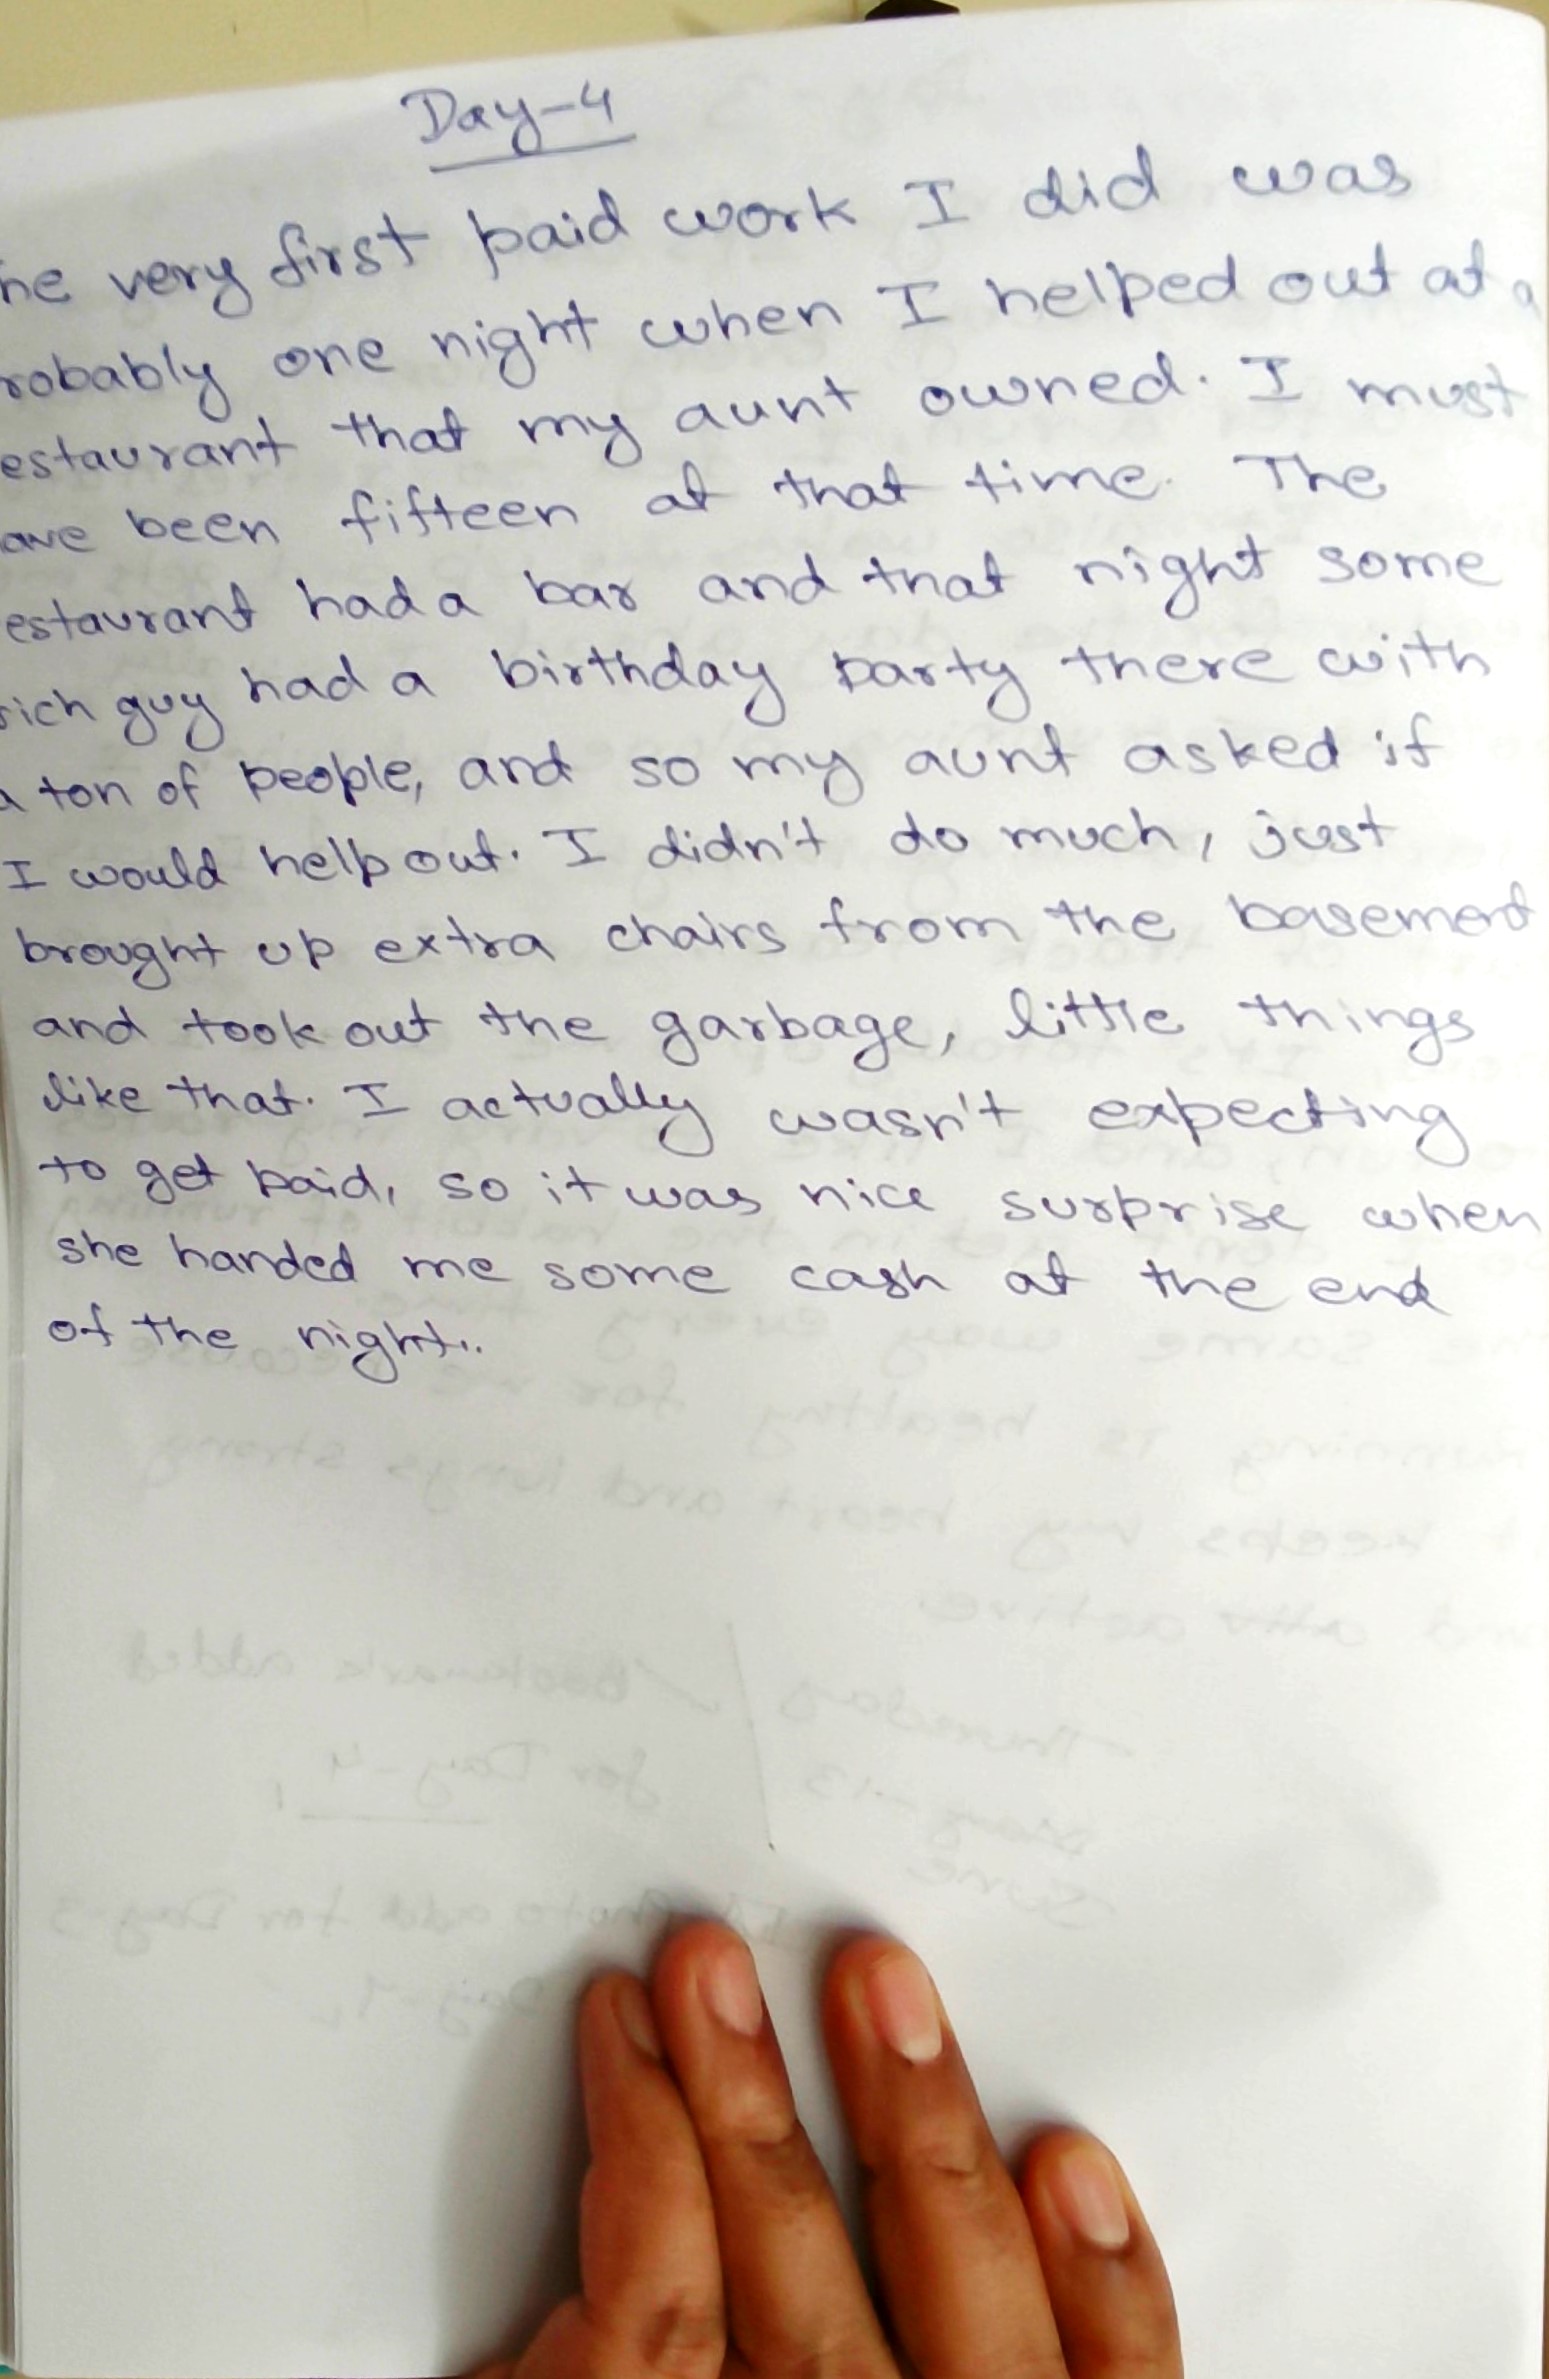 Day-4
he very first paid work I did was
robably one night when I helped out at a
estaurant that my aunt owned. I must
ave been fifteen at that time. The
estaurant had a bar and that night some
rich guy had a birthday party there with
a ton of people, and so my aunt asked if
I would help out. I didn't do much, just
brought up extra chairs from the basement
and took out the garbage, little things
like that. I actually wasn't expecting
to get paid, so it was nice surprise when
she handed me some cash at the end
of the night..